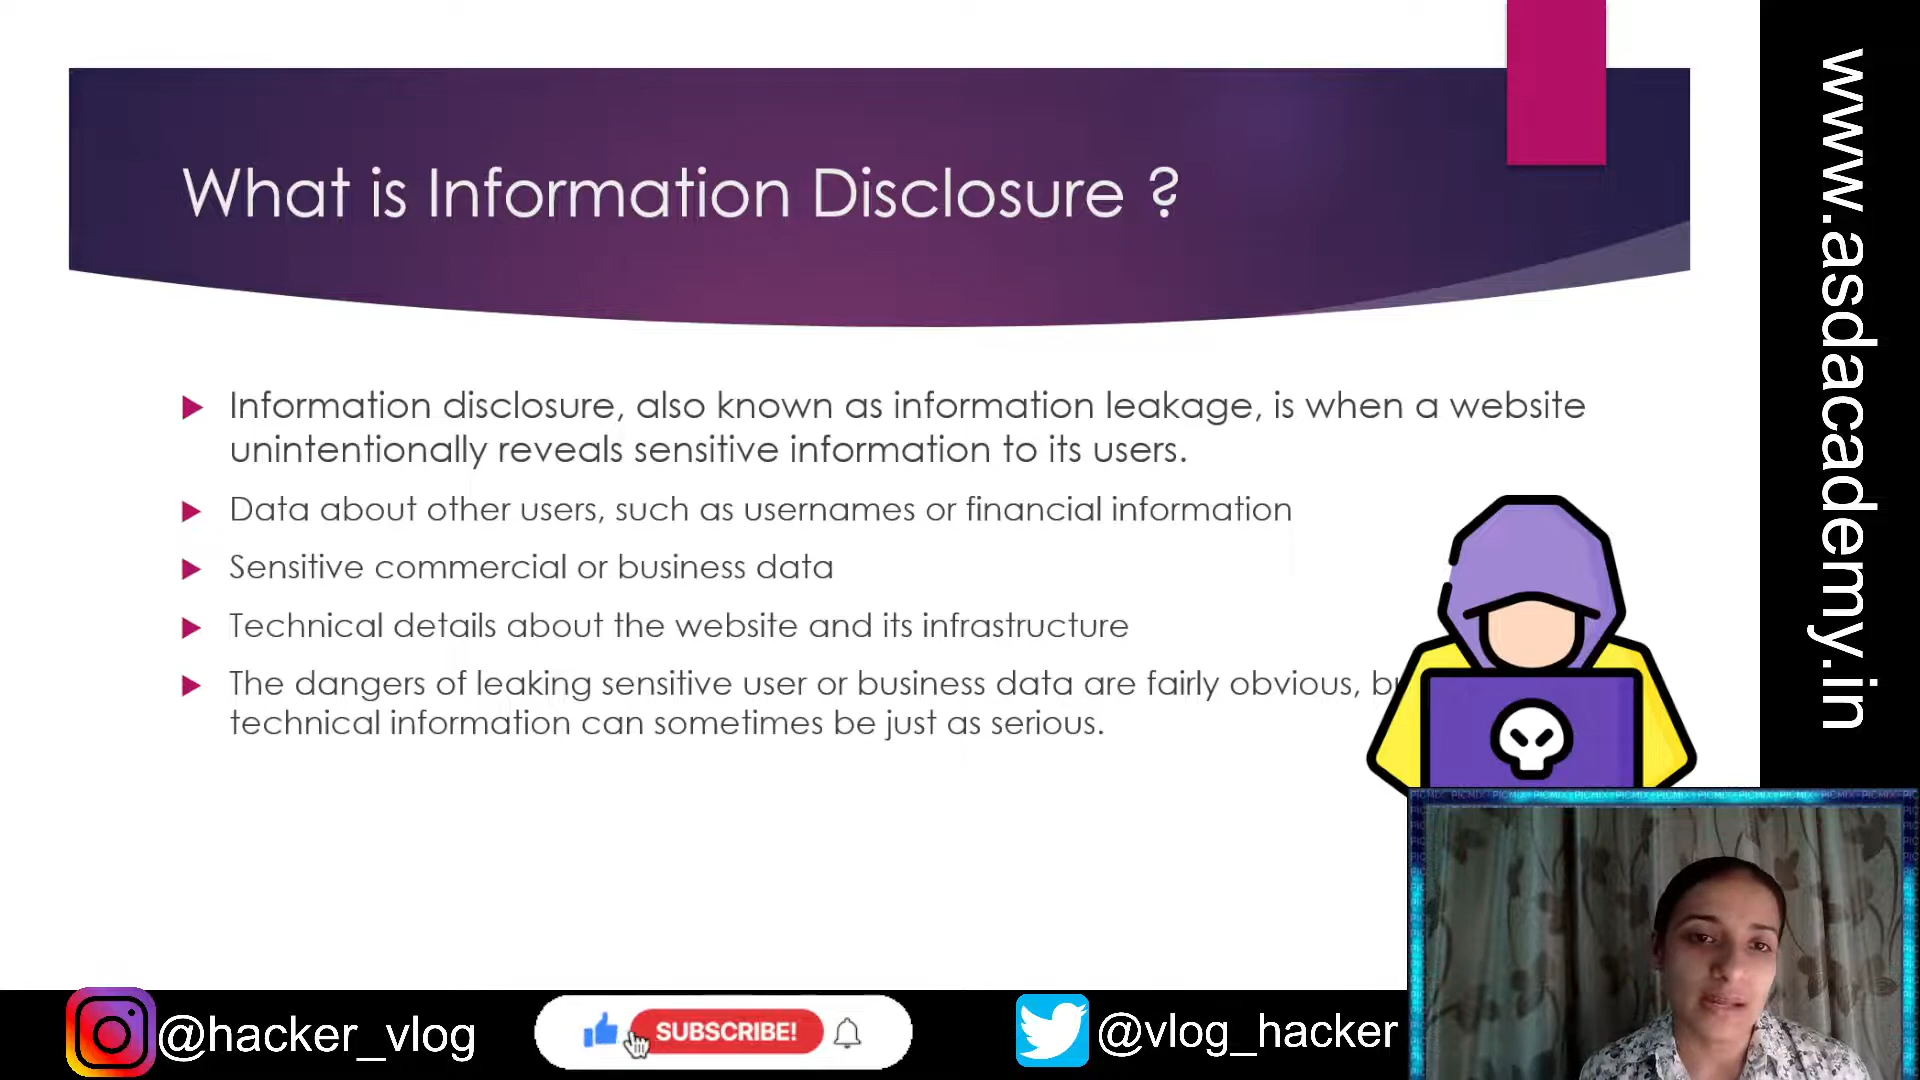 What is Information Disclosure ?
Information disclosure, also known as information leakage, is when a website
unintentionally reveals sensitive information to its users.
Data about other users, such as usernames or financial information
Sensitive commercial or business data
Technical details about the website and its infrastructure
The dangers of leaking sensitive user or business data are fairly obvious,
technical information can sometimes be just as serious.
www.asdacademy.in
@hacker_vlog
SUBSCRIBE!
@vlog_hacker